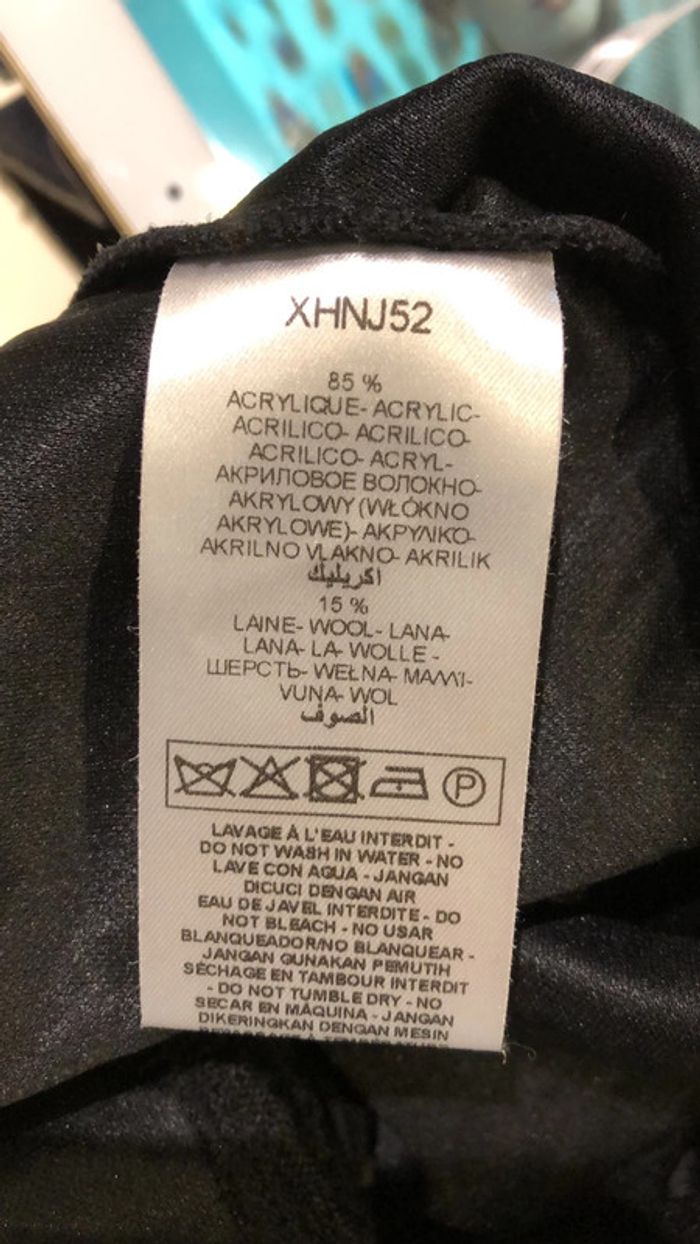 XHNJ52
85 %
ACRYLIQUE- ACRYLIC-
ACRILICO- ACRILICO-
ACRILICO- ACRYL-
АКРИЛОВОЕ ВОЛОКНО-
AKRYLOWY (WŁÓKNO
AKRYLOWE)- ΑΚΡΥΛΙΚΟ-
AKRILNO VLAKNO- AKRILIK
اكريليك
15 %
LAINE- WOOL- LANA-
LANA- LA- WOLLE -
ШЕРСТЬ- WEŁNA- ΜΑΛΛΙ-
VUNA- WOL
الصوف
P
LAVAGE À L'EAU INTERDIT -
DO NOT WASH IN WATER - NO
LAVE CON AGUA - JANGAN
DICUCI DENGAN AIR
EAU DE JAVEL INTERDITE - DO
NOT BLEACH - NO USAR
BLANQUEADOR/NO BLANQUEAR -
JANGAN GUNAKAN PEMUTIH
SÉCHAGE EN TAMBOUR INTERDIT
- DO NOT TUMBLE DRY - NO
SECAR EN MÁQUINA - JANGAN
DIKERINGKAN DENGAN MESIN